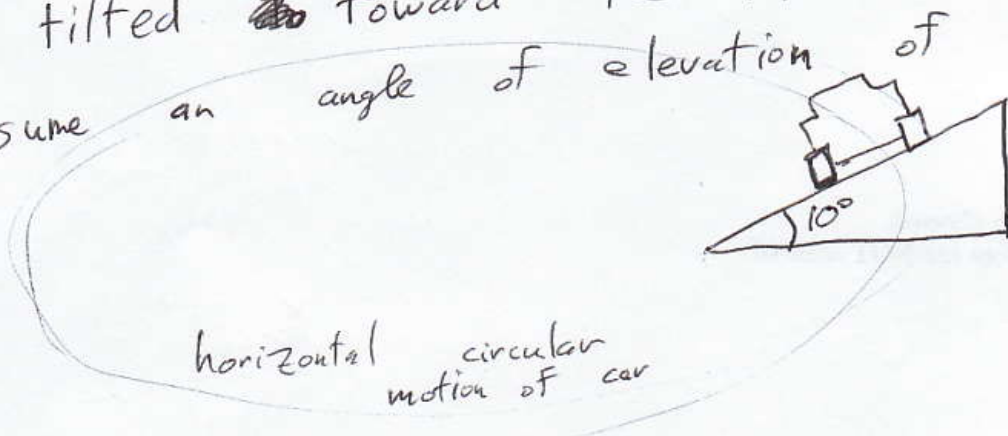 tilted Toward
sume an angle of elevation of
10°
horizontal circular
motion of car